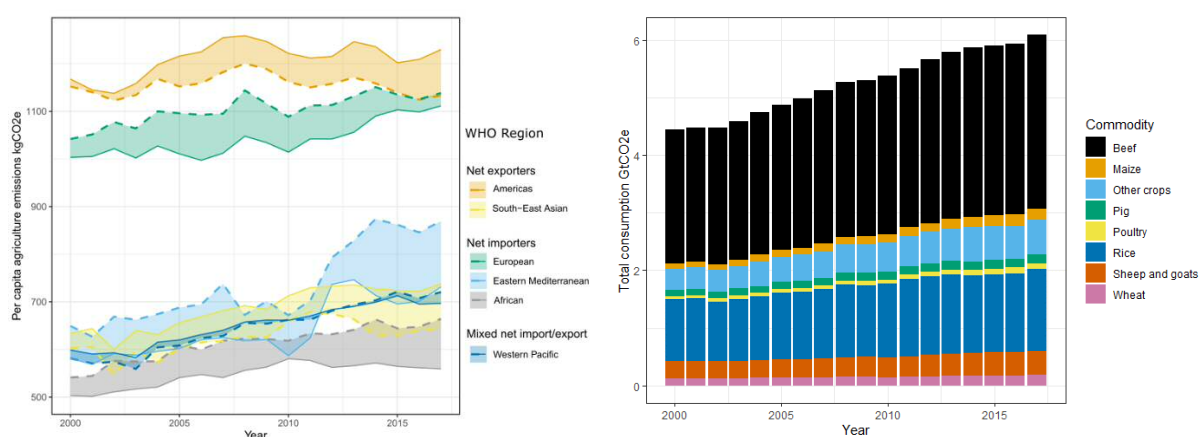 Per capita agriculture emissions kgCO2e
1100
900
700
500
2000
2005
2010
2015
Year
WHO Region
Net exporters
Americas
South−East Asian
Net importers
European
Eastern Mediterranean
African
Mixed net import/export
Western Pacific
Total consumption GtCO2e
6
4
2
0
2000
2005
2010
2015
Year
Commodity
Beef
Maize
Other crops
Pig
Poultry
Rice
Sheep and goats
Wheat